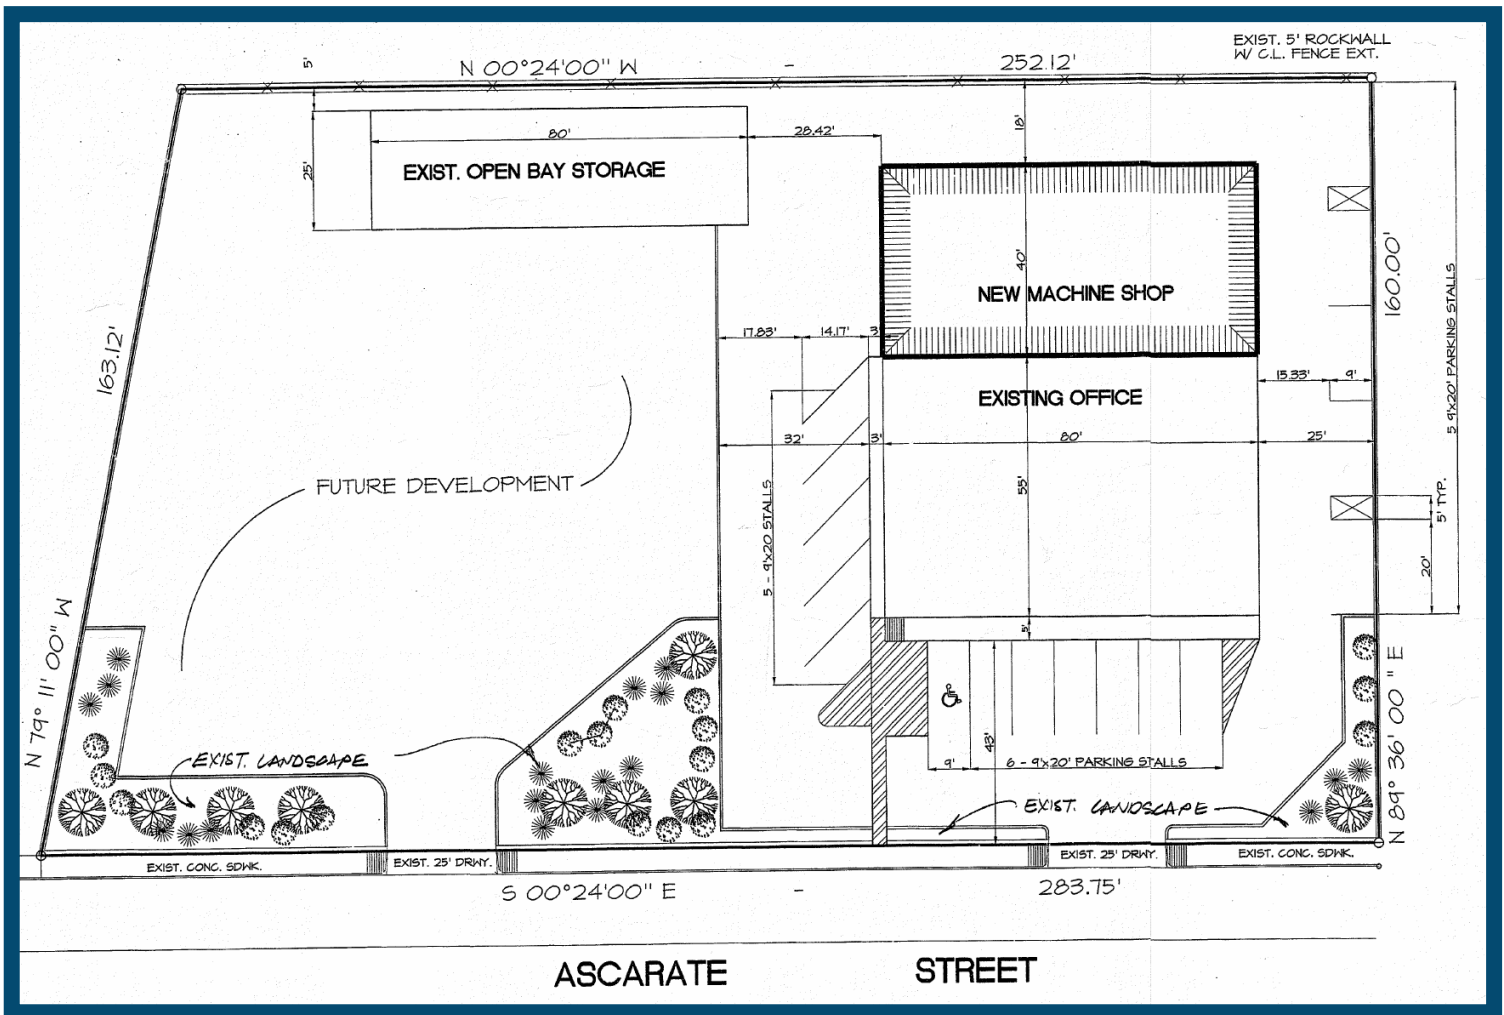 EXIST. 5' ROCKWALL
W/ C.L. FENCE EXT.
5'
N 00°24'00" W - 252.12'
80'
28.42'
18'
EXIST. OPEN BAY STORAGE
25'
40'
NEW MACHINE SHOP
160.00'
5 9'x20' PARKING STALLS
17.83' 14.17' 3'
163.12'
15.33' 9'
EXISTING OFFICE
32' 3' 80' 25'
FUTURE DEVELOPMENT
55'
5 - 9'x20 STALLS
5' TYP.
20'
5'
N 79° 11' 00" W
N 89° 36' 00" E
43'
EXIST. LANDSCAPE
9' 6 - 9'x20' PARKING STALLS
EXIST. LANDSCAPE
EXIST. CONC. SDWK. EXIST. 25' DRWY. EXIST. 25' DRWY. EXIST. CONC. SDWK.
S 00°24'00" E - 283.75'
ASCARATE STREET